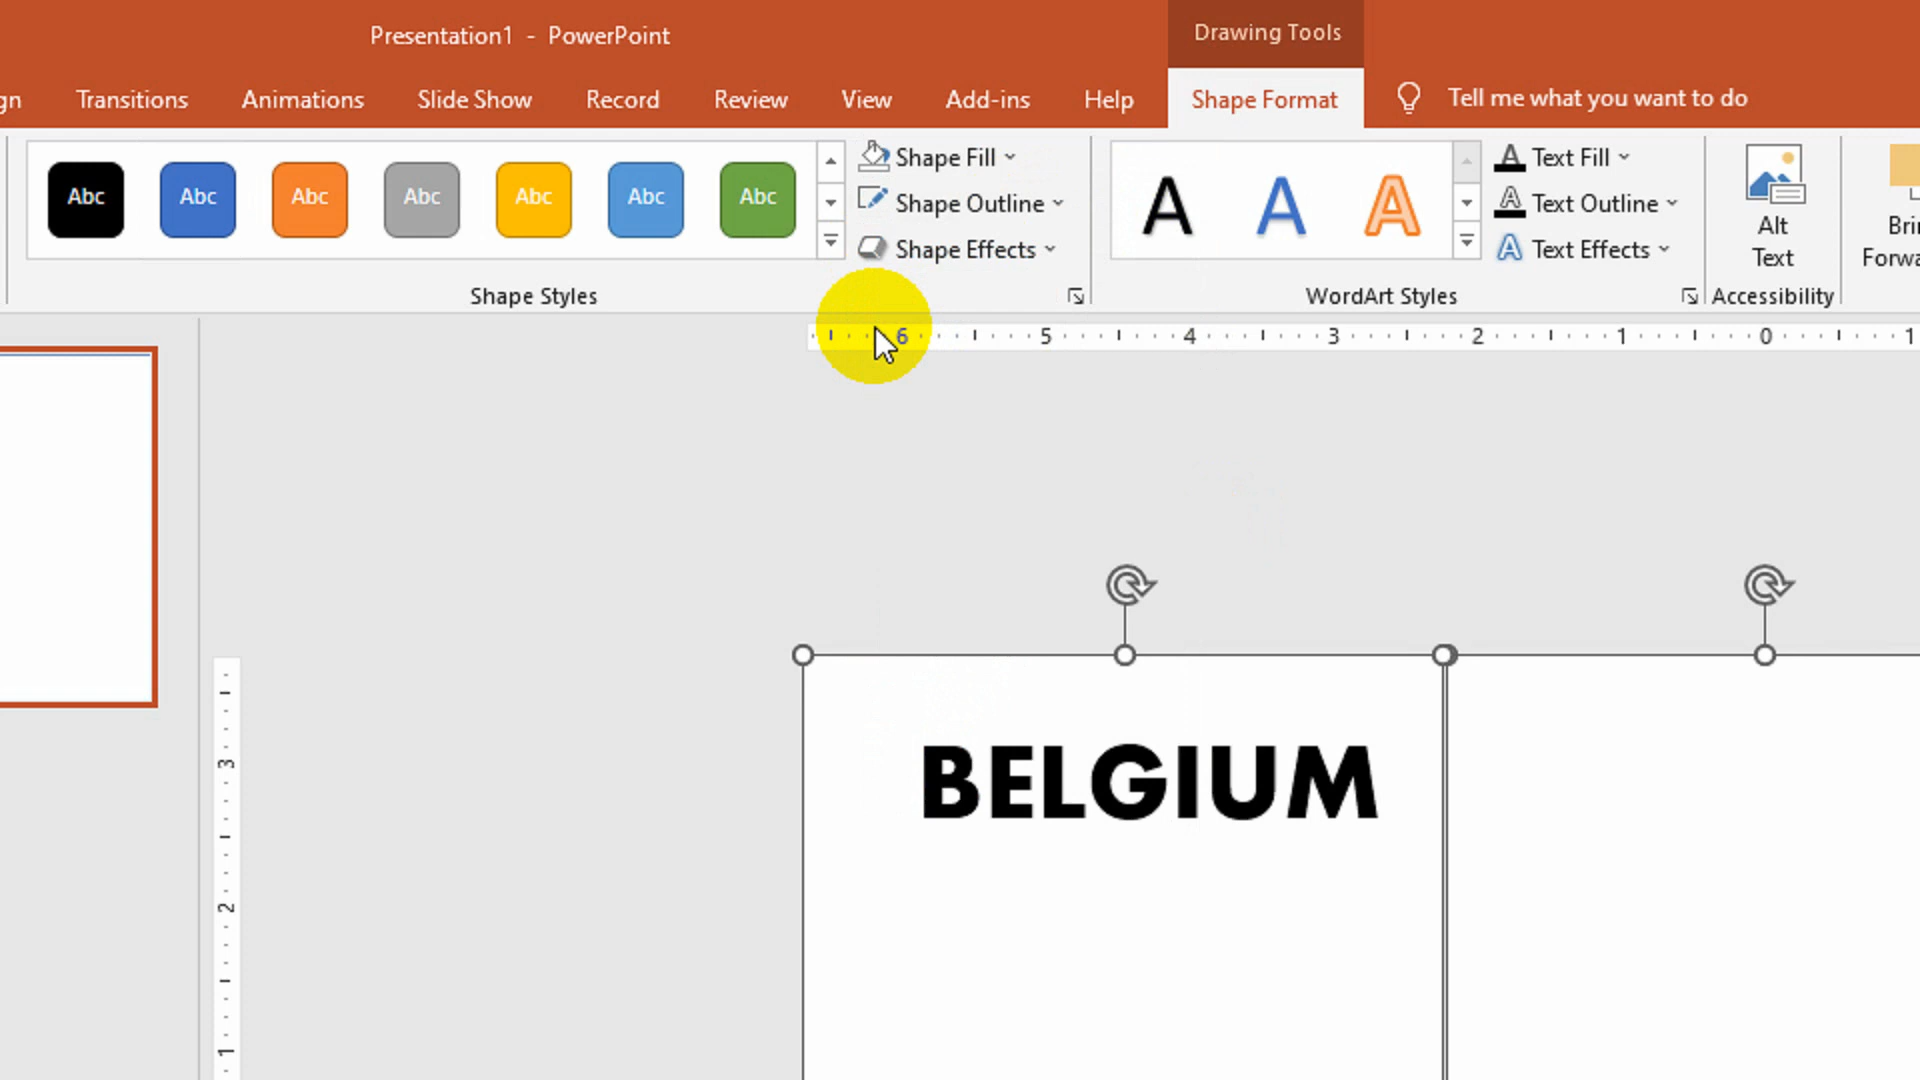 Presentation1 - PowerPoint
Drawing Tools
gn Transitions Animations Slide Show Record Review View Add-ins Help Shape Format Tell me what you want to do
Abc Abc Abc Abc Abc Abc Abc
Shape Fill
Shape Outline
Shape Effects
Shape Styles
A A A
Text Fill
Text Outline
Text Effects
WordArt Styles
Alt
Text
Accessibility
Bri
Forwa
6 5 4 3 2 1 0 1
3
2
1
BELGIUM